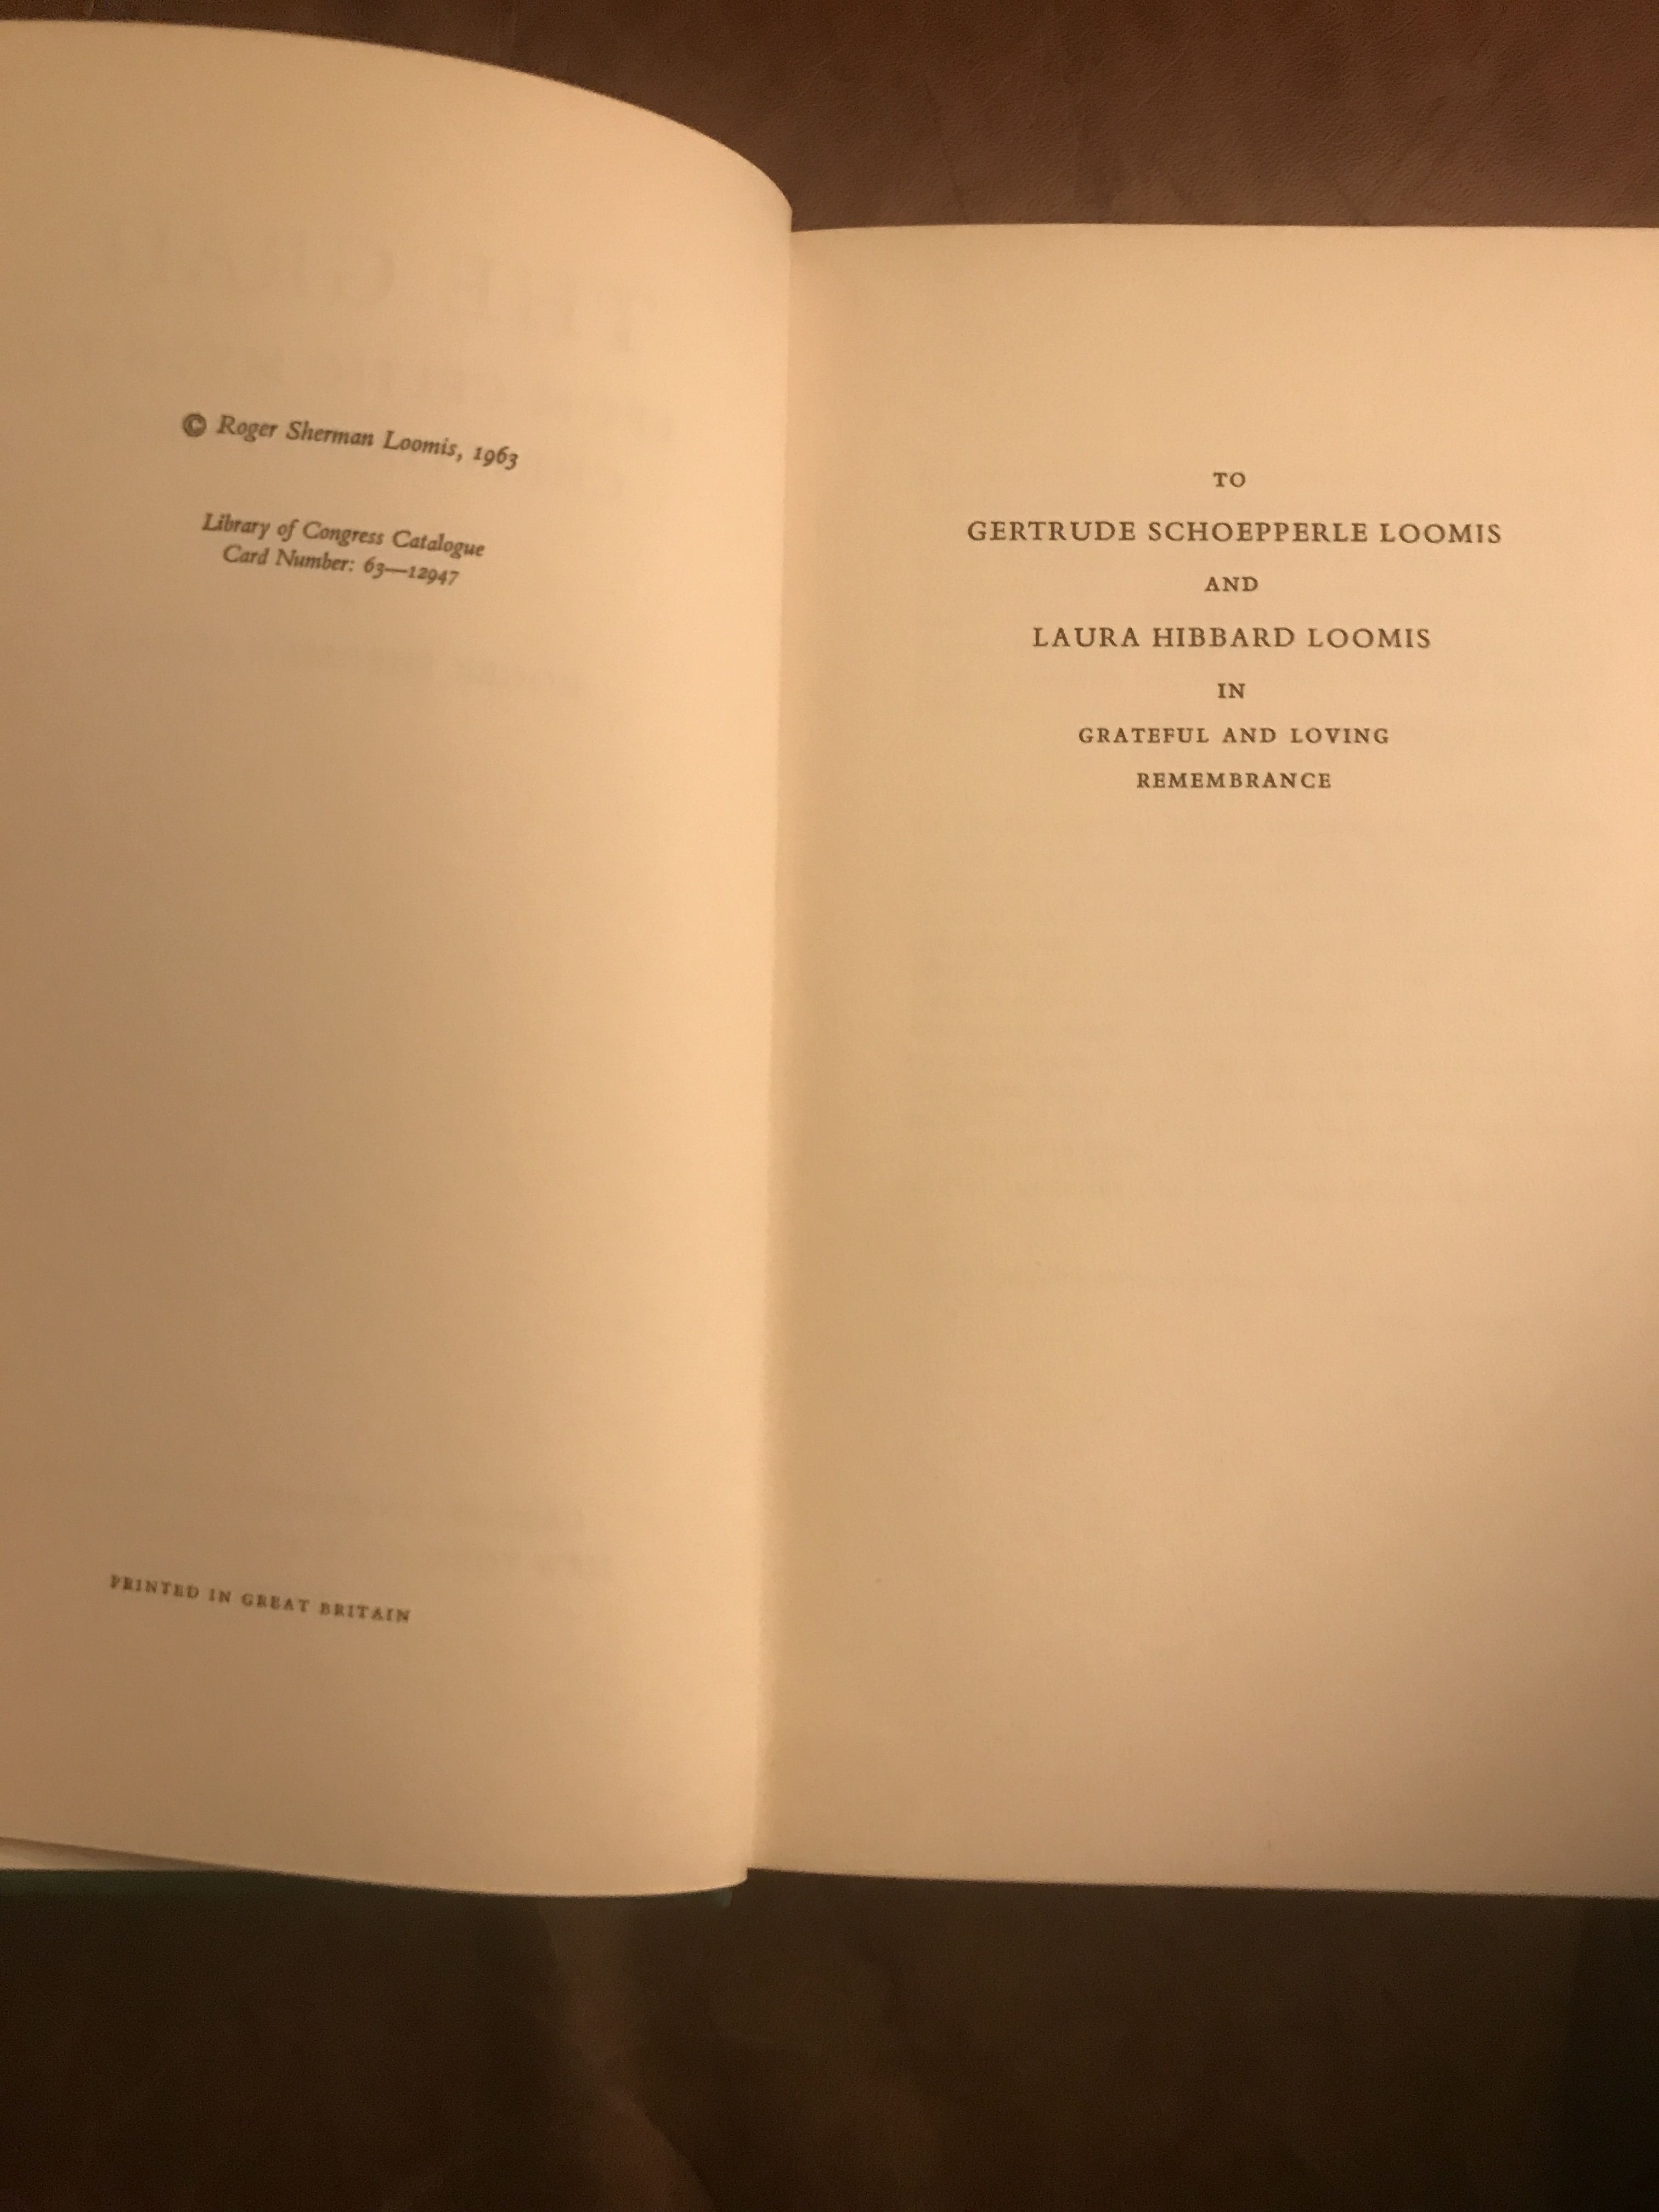 © Roger Sherman Loomis, 1963
Library of Congress Catalogue
Card Number: 63—12947
PRINTED IN GREAT BRITAIN
TO
GERTRUDE SCHOEPPERLE LOOMIS
AND
LAURA HIBBARD LOOMIS
IN
GRATEFUL AND LOVING
REMEMBRANCE